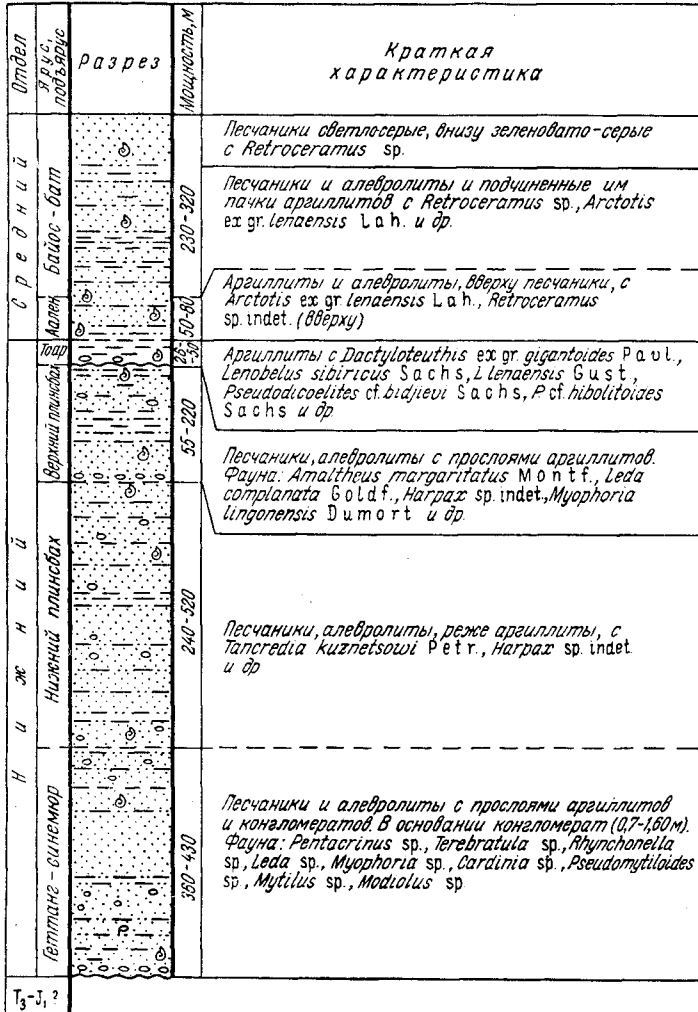 Отдел
Ярус, подъярус
Разрез
Мощность, м
Краткая
характеристика
Средний
Байос-бат
230-320
Песчаники светлосерые, внизу зеленовато-серые
с Retroceramus sp.
Песчаники и алевролиты и подчиненные им
пачки аргиллитов с Retroceramus sp., Arctotis
ex gr. lenaensis Lah. и др.
Аален
50-80
Аргиллиты и алевролиты, вверху песчаники, с
Arctotis ex gr. lenaensis Lah., Retroceramus
sp. indet. (вверху)
Нижний
Тоар
Аргиллиты с Dactyloteuthis ex gr. gigantoides Pavl.,
Lenobelus sibiricus Sachs, L lenaensis Gust.,
Pseudodicoelites cf. bidjievi Sachs, P. cf. hibolitoides
Sachs и др
Верхний плинсбах
55-220
Песчаники, алевролиты с прослоями аргиллитов.
Фауна: Amaltheus margaritatus Montf., Leda
complanata Goldf., Harpax sp. indet., Myophoria
lingonensis Dumort и др.
Нижний плинсбах
240-520
Песчаники, алевролиты, реже аргиллиты, с
Tancredia kuznetsowi Petr., Harpax sp. indet
и др
Геттанг-синемюр
360-430
Песчаники и алевролиты с прослоями аргиллитов
и конгломератов. В основании конгломерат (0,7-1,60м).
Фауна: Pentacrinus sp., Terebratula sp., Rhynchonella
sp., Leda sp., Myophoria sp., Cardinia sp., Pseudomytiloides
sp., Mytilus sp., Modiolus sp
T₃-J₁ ?